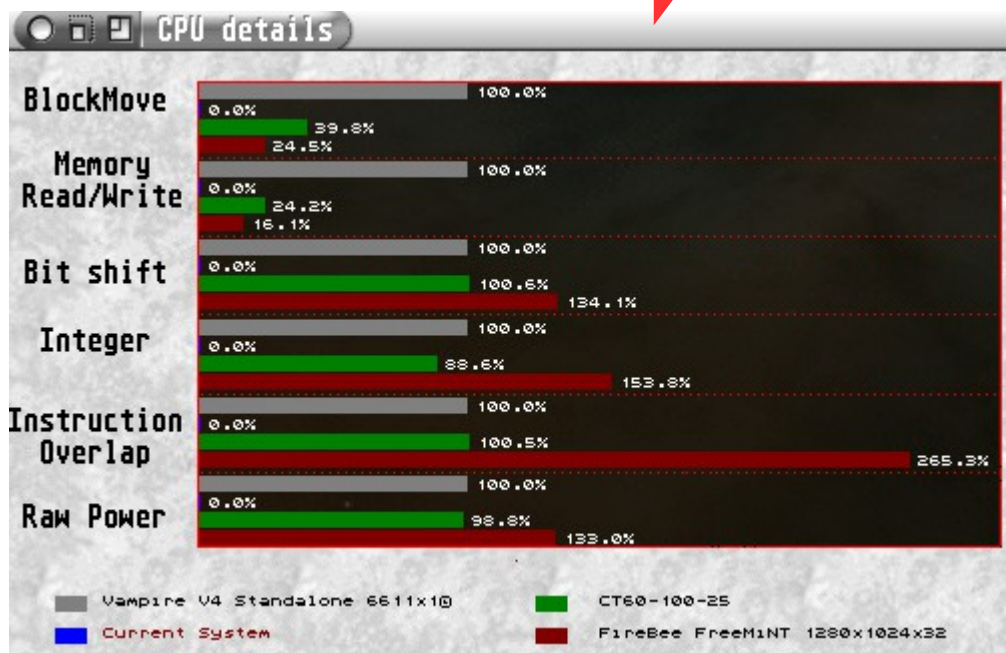 CPU details
BlockMove
100.0%
0.0%
39.8%
24.5%
Memory
Read/Write
100.0%
0.0%
24.2%
16.1%
Bit shift
100.0%
0.0%
100.6%
134.1%
Integer
100.0%
0.0%
88.6%
153.8%
Instruction
Overlap
100.0%
0.0%
100.5%
265.3%
Raw Power
100.0%
0.0%
98.8%
133.0%
Vampire V4 Standalone
CT60-100-25
Current System
FireBee FreeMiNT 1280x1024x32